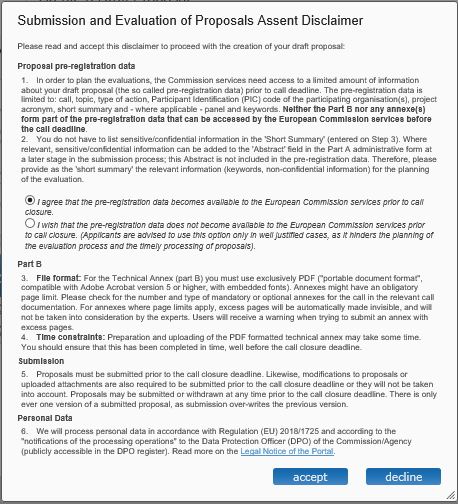 Submission and Evaluation of Proposals Assent Disclaimer
Please read and accept this disclaimer to proceed with the creation of your draft proposal:
Proposal pre-registration data
1. In order to plan the evaluations, the Commission services need access to a limited amount of information
about your draft proposal (the so called pre-registration data) prior to call deadline. The pre-registration data is
limited to: call, topic, type of action, Participant Identification (PIC) code of the participating organisation(s), project
acronym, short summary and - where applicable - panel and keywords. Neither the Part B nor any annexe(s)
form part of the pre-registration data that can be accessed by the European Commission services before
the call deadline.
2. You do not have to list sensitive/confidential information in the 'Short Summary' (entered on Step 3). Where
relevant, sensitive/confidential information can be added to the 'Abstract' field in the Part A administrative form at
a later stage in the submission process; this Abstract is not included in the pre-registration data. Therefore, please
provide as the 'short summary' the relevant information (keywords, non-confidential information) for the planning
of the evaluation.
I agree that the pre-registration data becomes available to the European Commission services prior to call
closure.
I wish that the pre-registration data does not become available to the European Commission services prior
to call closure. (Applicants are advised to use this option only in well justified cases, as it hinders the planning of
the evaluation process and the timely processing of proposals).
Part B
3. File format: For the Technical Annex (part B) you must use exclusively PDF ("portable document format",
compatible with Adobe Acrobat version 5 or higher, with embedded fonts). Annexes might have an obligatory
page limit. Please check for the number and type of mandatory or optional annexes for the call in the relevant call
documentation. For annexes where page limits apply, excess pages will be automatically made invisible, and will
not be taken into consideration by the experts. Users will receive a warning when trying to submit an annex with
excess pages.
4. Time constraints: Preparation and uploading of the PDF formatted technical annex may take some time.
You should ensure that this has been completed in time, well before the call closure deadline.
Submission
5. Proposals must be submitted prior to the call closure deadline. Likewise, modifications to proposals or
uploaded attachments are also required to be submitted prior to the call closure deadline or they will not be taken
into account. Proposals may be submitted or withdrawn at any time prior to call closure deadline. There is only
ever one version of a submitted proposal, as submission over-writes the previous version.
Personal Data
6. We will process personal data in accordance with Regulation (EU) 2018/1725 and according to the
"notifications of the processing operations" to the Data Protection Officer (DPO) of the Commission/Agency
(publicly accessible in the DPO register). Read more on the Legal Notice of the Portal.
accept decline